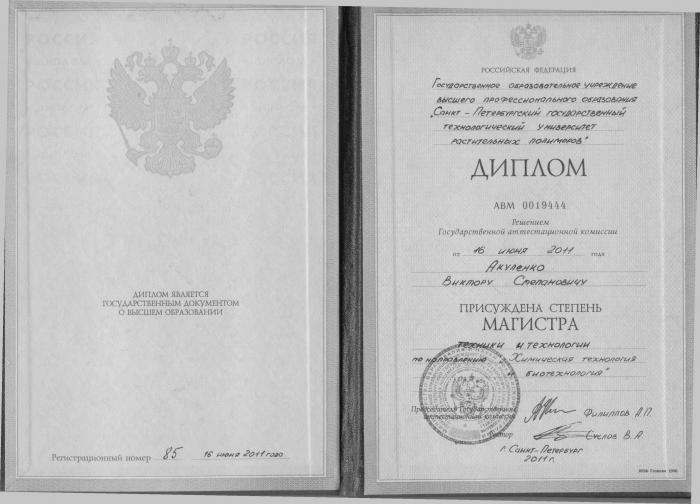 ДИПЛОМ ЯВЛЯЕТСЯ
ГОСУДАРСТВЕННЫМ ДОКУМЕНТОМ
О ВЫСШЕМ ОБРАЗОВАНИИ
Регистрационный номер 85 16 июня 2011 года
РОССИЙСКАЯ ФЕДЕРАЦИЯ
Государственное образовательное учреждение
высшего профессионального образования
„Санкт-Петербургский государственный
технологический университет
растительных полимеров"
ДИПЛОМ
АВМ 0019444
Решением
Государственной аттестационной комиссии
от 16 июня 2011 года
Акуленко
Виктору Степановичу
ПРИСУЖДЕНА СТЕПЕНЬ
МАГИСТРА
техники и технологии
по направлению „Химическая технология
и биотехнология"
Председатель Государственной
аттестационной комиссии Филиппов А.П.
Ректор Суслов В.А.
г. Санкт-Петербург
2011 г.